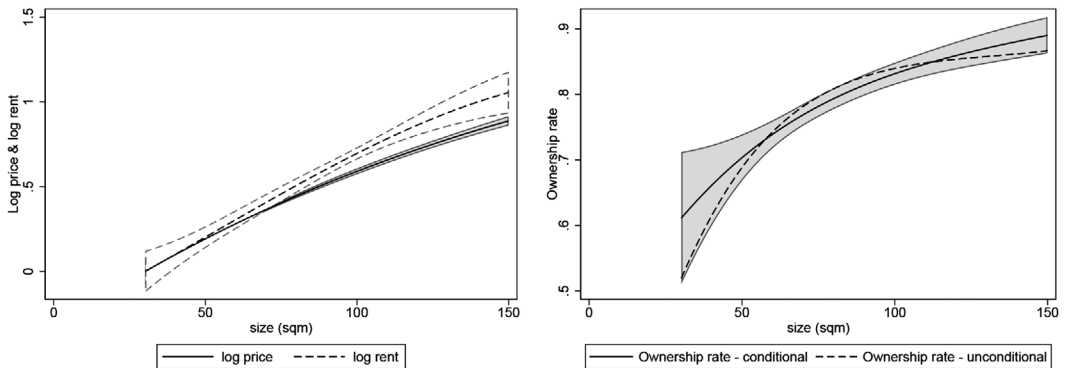 Log price & log rent
1.5
1
.5
0
0 50 100 150
size (sqm)
log price log rent
Ownership rate
.9
.8
.7
.6
.5
0 50 100 150
size (sqm)
Ownership rate - conditional Ownership rate - unconditional